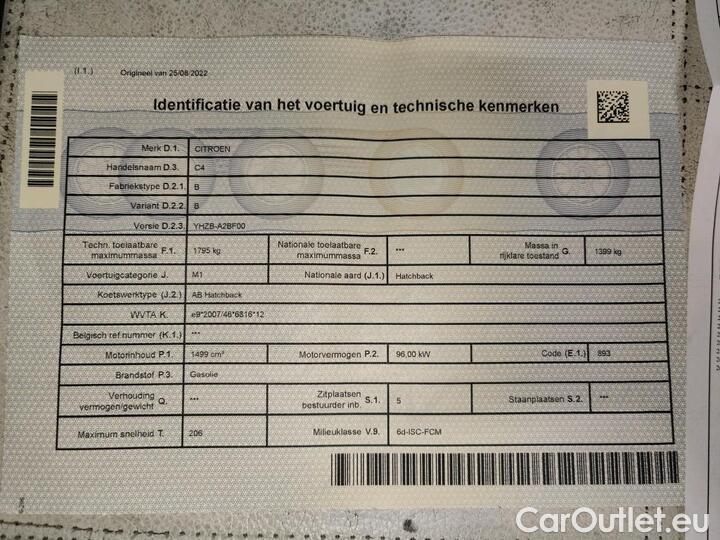 (I.1.) Origineel van 25/08/2022
Identificatie van het voertuig en technische kenmerken
Merk D.1. CITROEN
Handelsnaam D.3. C4
Fabriekstype D.2.1. B
Variant D.2.2. B
Versie D.2.3. YHZB-A2BF00
Techn. toelaatbare maximummassa F.1. 1795 kg Nationale toelaatbare maximummassa F.2. *** Massa in rijklare toestand G. 1399 kg
Voertuigcategorie J. M1 Nationale aard (J.1.) Hatchback
Koetswerktype (J.2.) AB Hatchback
WVTA K. e9*2007/46*6816*12
Belgisch ref nummer (K.1.) ***
Motorinhoud P.1. 1499 cm³ Motorvermogen P.2. 96,00 kW Code (E.1.) 893
Brandstof P.3. Gasolie
Verhouding vermogen/gewicht Q. *** Zitplaatsen bestuurder inb. S.1. 5 Staanplaatsen S.2. ***
Maximum snelheid T. 206 Milieuklasse V.9. 6d-ISC-FCM
CarOutlet.eu